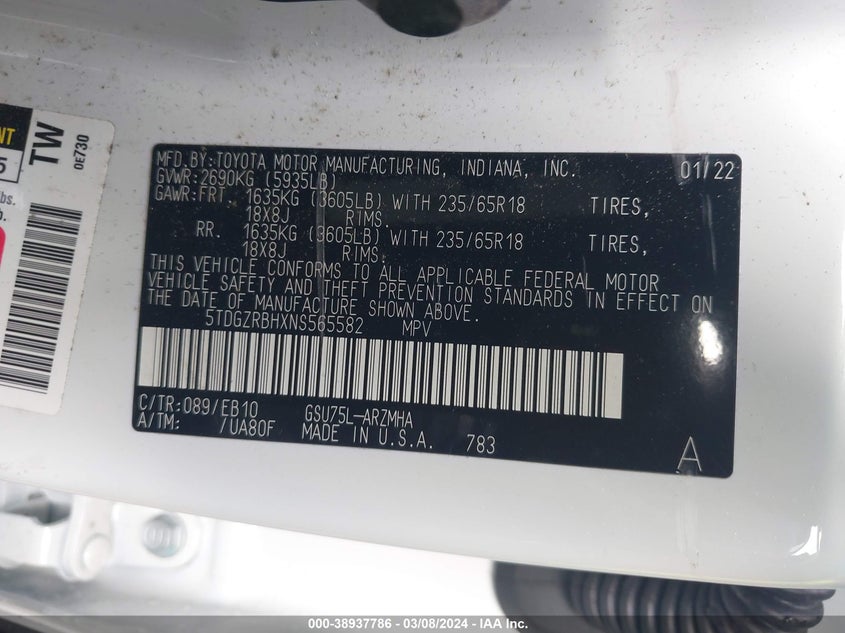 NT
5
lbs.
b.
TW
0E730
MFD.BY:TOYOTA MOTOR MANUFACTURING, INDIANA, INC. 01/22
GVWR:2690KG (5935LB)
GAWR:FRT. 1635KG (3605LB) WITH 235/65R18 TIRES,
18X8J RIMS.
RR. 1635KG (3605LB) WITH 235/65R18 TIRES,
18X8J RIMS.
THIS VEHICLE CONFORMS TO ALL APPLICABLE FEDERAL MOTOR
VEHICLE SAFETY AND THEFT PREVENTION STANDARDS IN EFFECT ON
THE DATE OF MANUFACTURE SHOWN ABOVE.
5TDGZRBHXNS565582 MPV
C/TR:089/EB10 GSU75L-ARZMHA
A/TM: /UA80F MADE IN U.S.A. 783
A
000-38937786 - 03/08/2024 - IAA Inc.